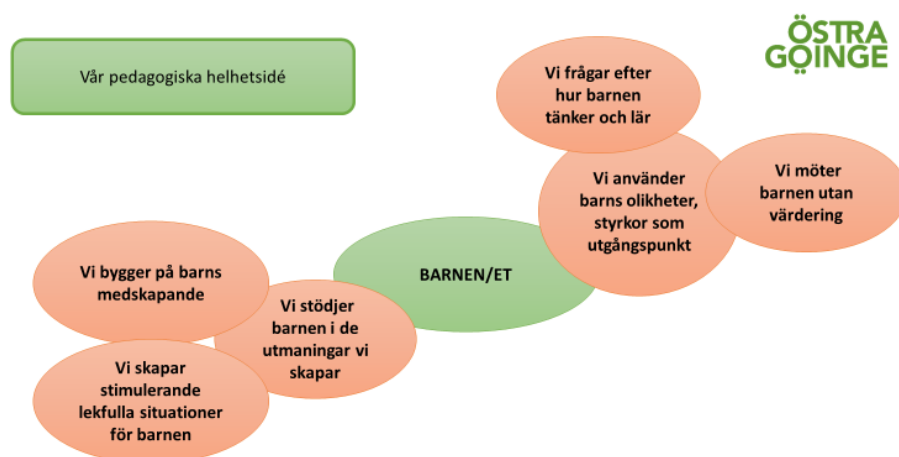 ÖSTRA
GÖINGE
Vår pedagogiska helhetsidé
Vi frågar efter
hur barnen
tänker och lär
Vi använder
barns olikheter,
styrkor som
utgångspunkt
Vi möter
barnen utan
värdering
BARNEN/ET
Vi bygger på barns
medskapande
Vi stödjer
barnen i de
utmaningar vi
skapar
Vi skapar
stimulerande
lekfulla situationer
för barnen